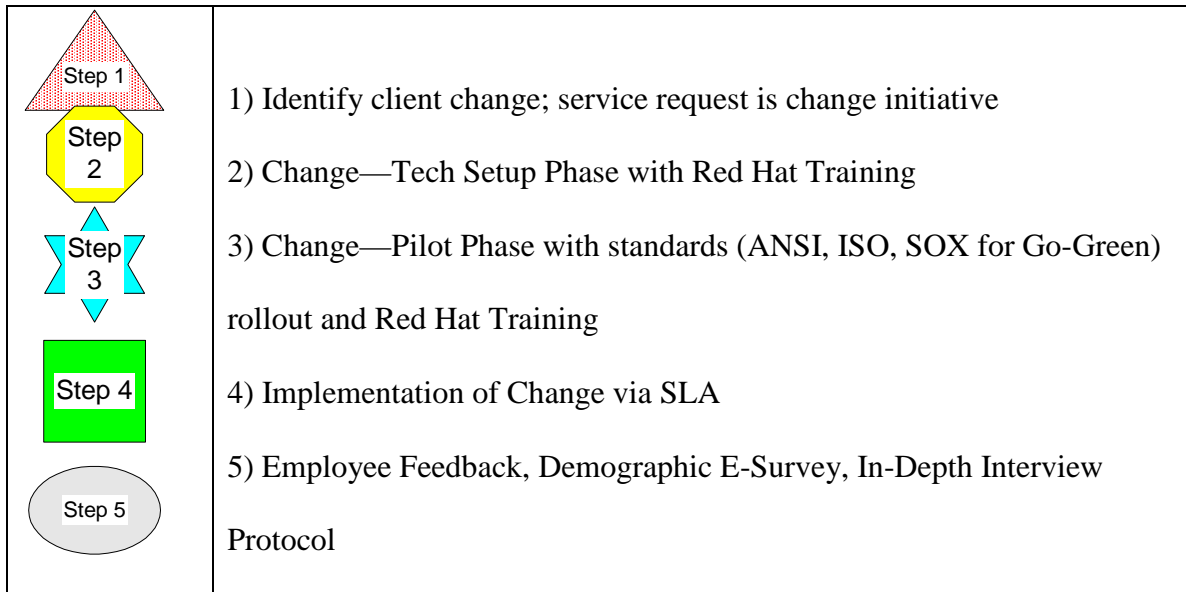 Step 1
Step
2
Step
3
Step 4
Step 5
1) Identify client change; service request is change initiative
2) Change—Tech Setup Phase with Red Hat Training
3) Change—Pilot Phase with standards (ANSI, ISO, SOX for Go-Green)
rollout and Red Hat Training
4) Implementation of Change via SLA
5) Employee Feedback, Demographic E-Survey, In-Depth Interview
Protocol